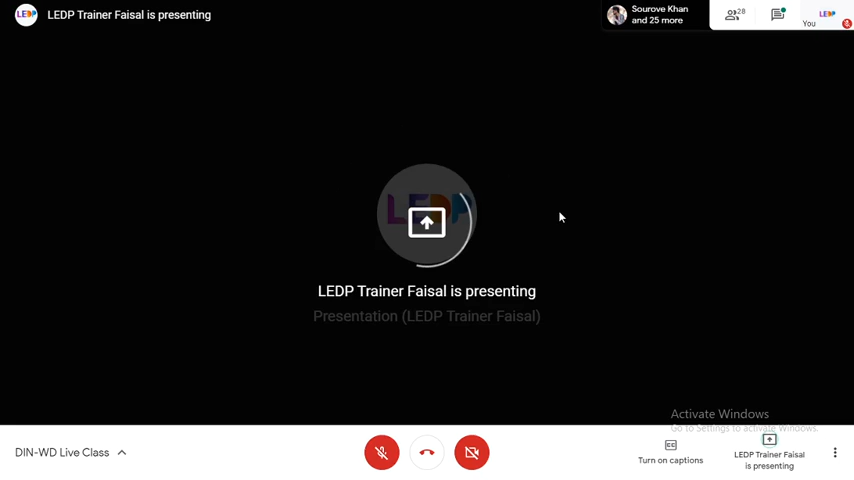 LEDP
LEDP Trainer Faisal is presenting
Sourove Khan
and 25 more
28
LEDP
You
LEDP
LEDP Trainer Faisal is presenting
Presentation (LEDP Trainer Faisal)
Activate Windows
Go to Settings to activate Windows.
DIN-WD Live Class
CC
Turn on captions
LEDP Trainer Faisal
is presenting